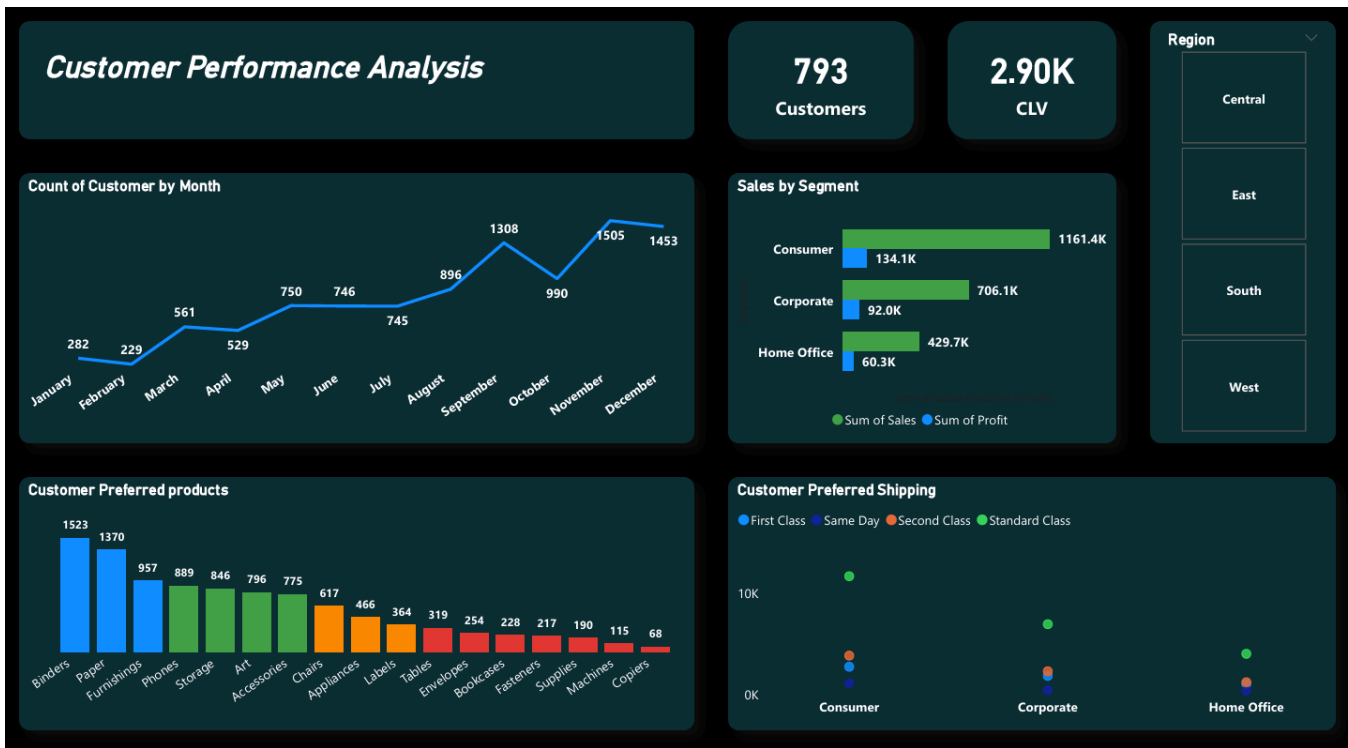 Customer Performance Analysis
793
Customers
2.90K
CLV
Region
Central
East
South
West
Count of Customer by Month
282
229
561
529
750
746
745
896
1308
990
1505
1453
January
February
March
April
May
June
July
August
September
October
November
December
Sales by Segment
Consumer
1161.4K
134.1K
Corporate
706.1K
92.0K
Home Office
429.7K
60.3K
Sum of Sales Sum of Profit
Customer Preferred products
1523
1370
957
889
846
796
775
617
466
364
319
254
228
217
190
115
68
Binders
Paper
Furnishings
Phones
Storage
Art
Accessories
Chairs
Appliances
Labels
Tables
Envelopes
Bookcases
Fasteners
Supplies
Machines
Copiers
Customer Preferred Shipping
First Class Same Day Second Class Standard Class
10K
0K
Consumer
Corporate
Home Office